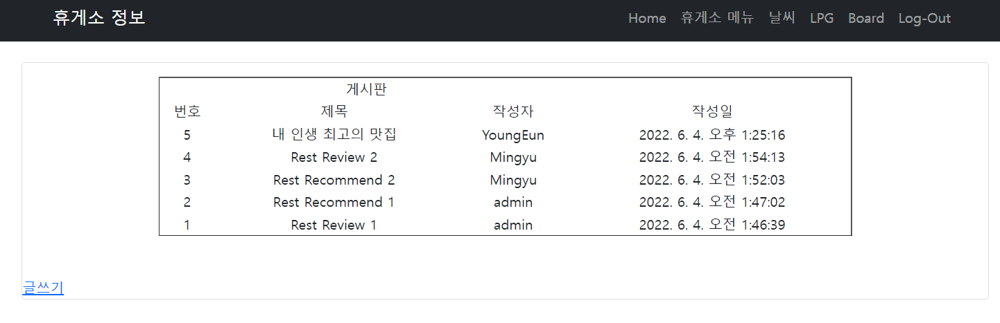 휴게소 정보 Home 휴게소 메뉴 날씨 LPG Board Log-Out
게시판
번호 제목 작성자 작성일
5 내 인생 최고의 맛집 YoungEun 2022. 6. 4. 오후 1:25:16
4 Rest Review 2 Mingyu 2022. 6. 4. 오전 1:54:13
3 Rest Recommend 2 Mingyu 2022. 6. 4. 오전 1:52:03
2 Rest Recommend 1 admin 2022. 6. 4. 오전 1:47:02
1 Rest Review 1 admin 2022. 6. 4. 오전 1:46:39
글쓰기